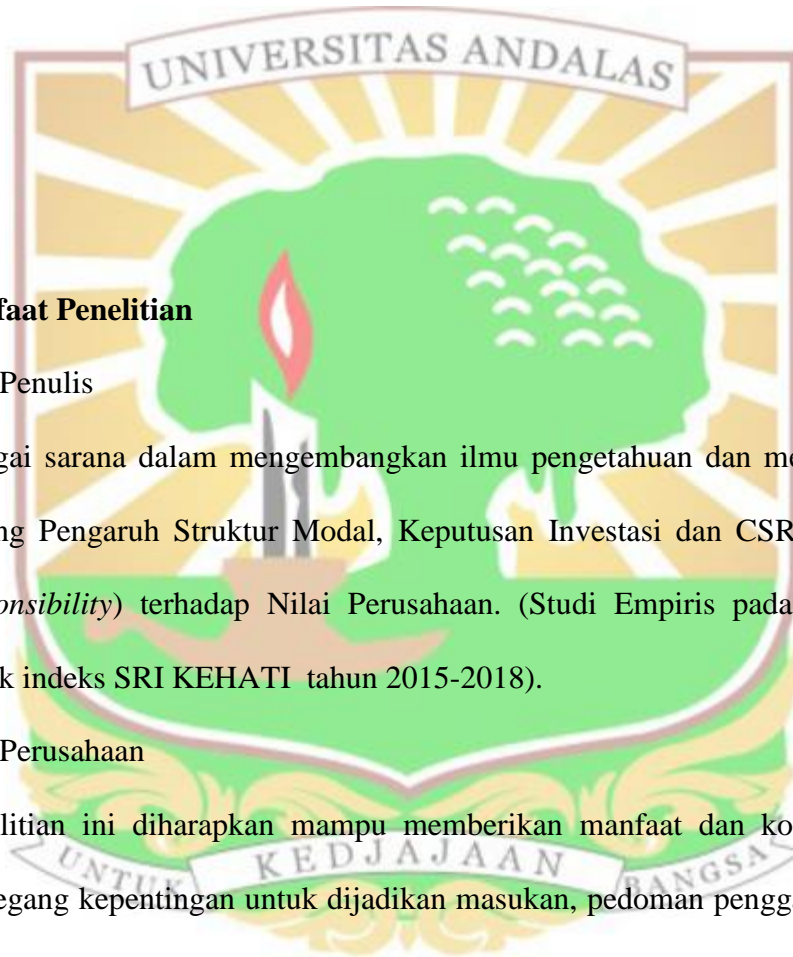 UNIVERSITAS ANDALAS
faat Penelitian
Penulis
gai sarana dalam mengembangkan ilmu pengetahuan dan me
ng Pengaruh Struktur Modal, Keputusan Investasi dan CSR
onsibility) terhadap Nilai Perusahaan. (Studi Empiris pada
k indeks SRI KEHATI tahun 2015-2018).
Perusahaan
litian ini diharapkan mampu memberikan manfaat dan ko
UNTUK KEDJAJAAN BANGSA
egang kepentingan untuk dijadikan masukan, pedoman pengg